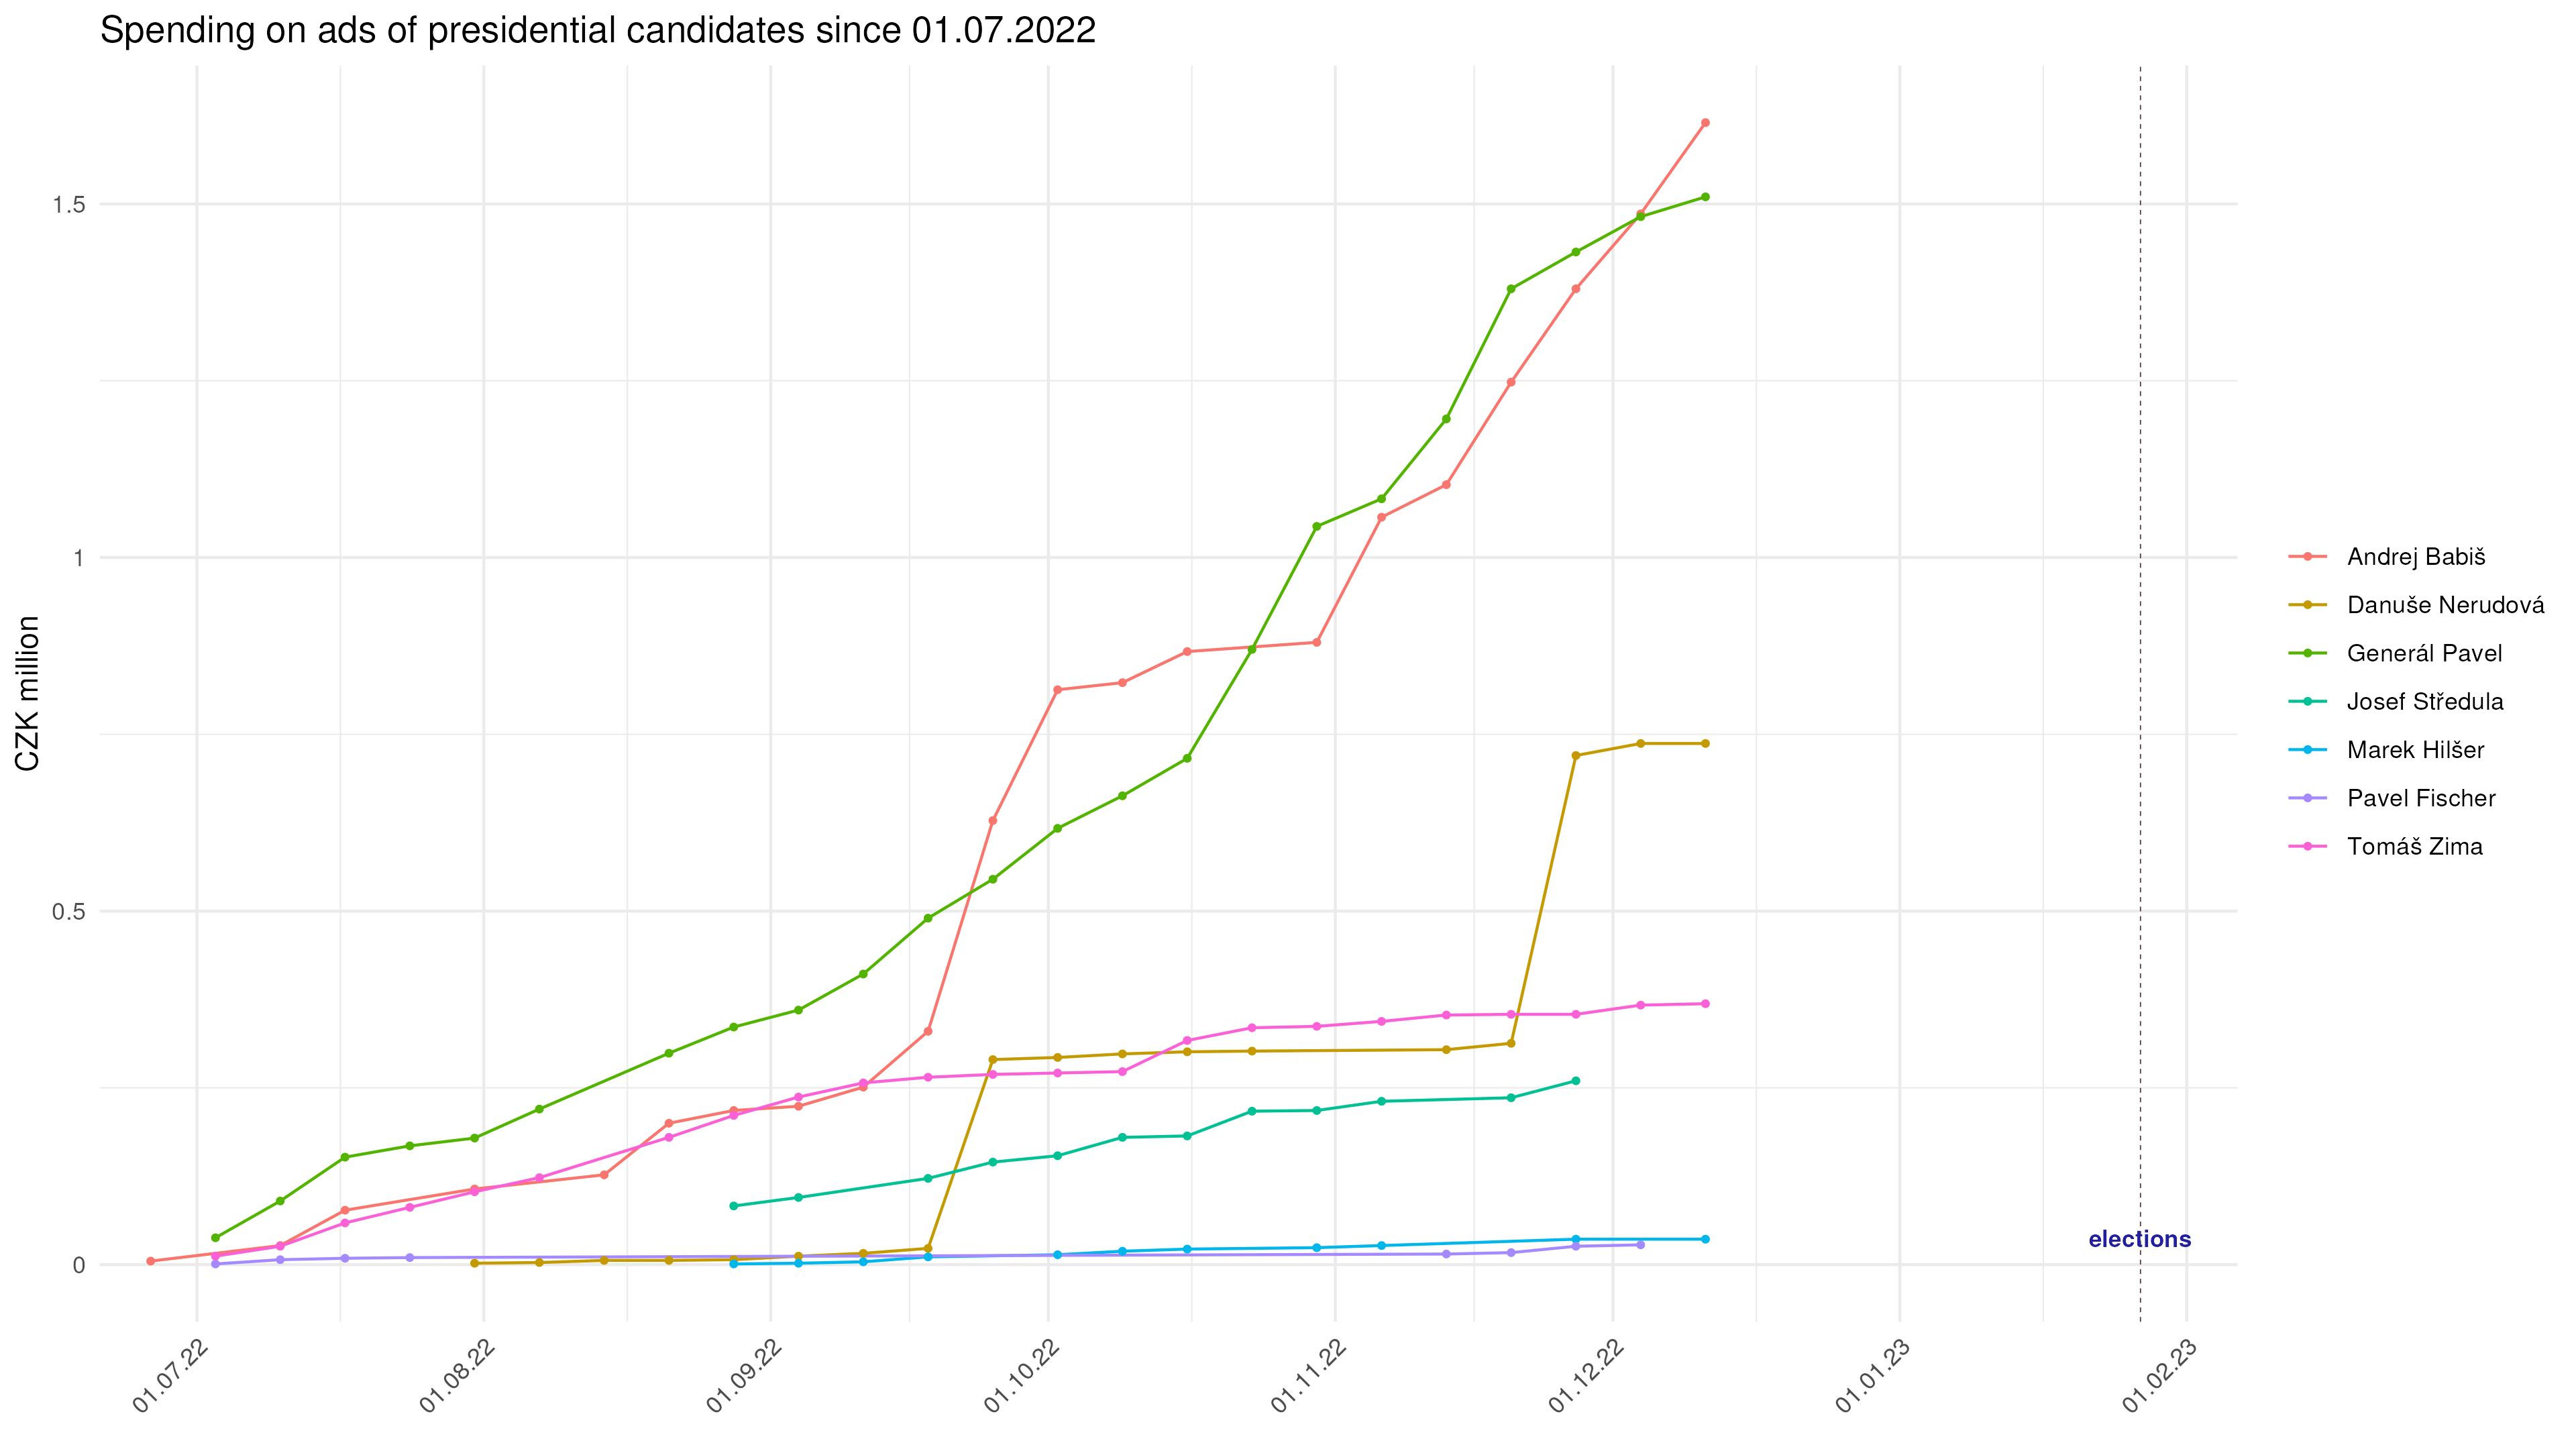 Spending on ads of presidential candidates since 01.07.2022
CZK million
1.5
1
0.5
0
01.07.22
01.08.22
01.09.22
01.10.22
01.11.22
01.12.22
01.01.23
01.02.23
elections
Andrej Babiš
Danuše Nerudová
Generál Pavel
Josef Středula
Marek Hilšer
Pavel Fischer
Tomáš Zima